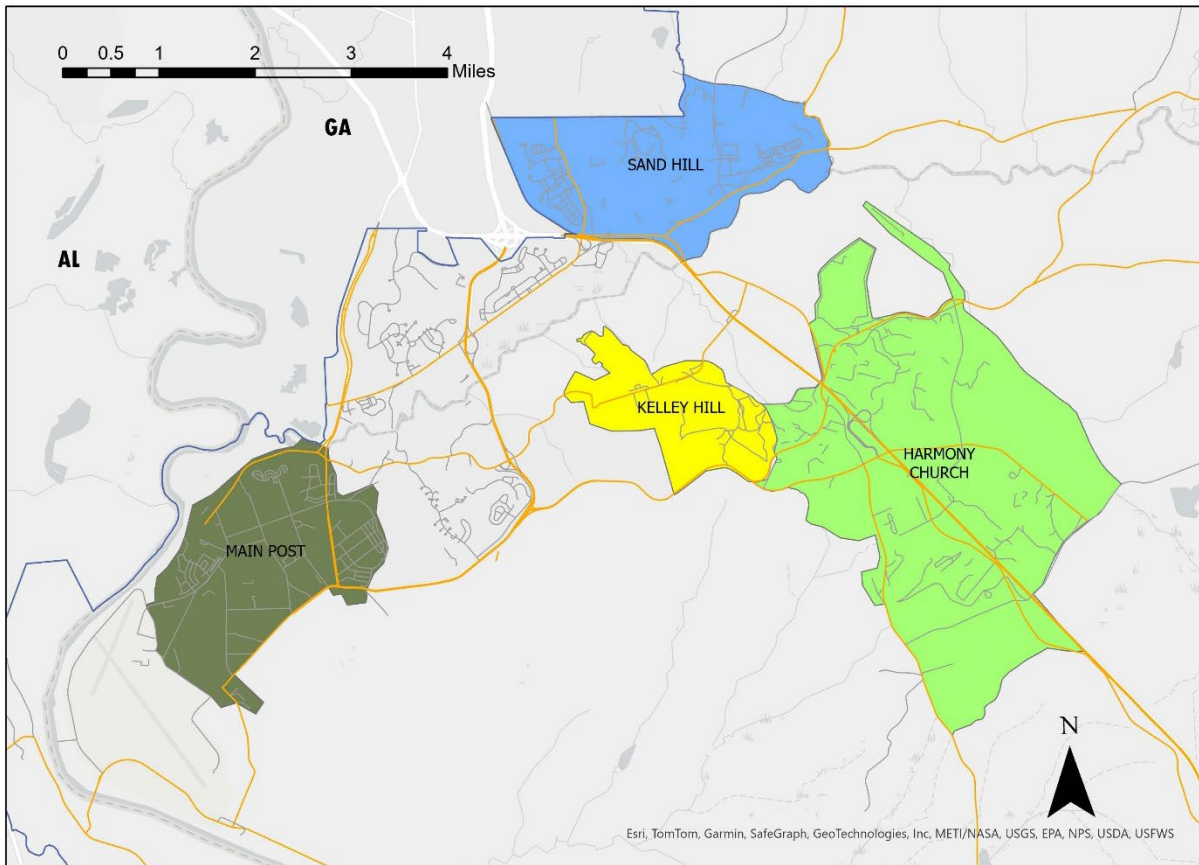 0 0.5 1 2 3 4
Miles
GA
SAND HILL
AL
KELLEY HILL
HARMONY
CHURCH
MAIN POST
N
Esri, TomTom, Garmin, SafeGraph, GeoTechnologies, Inc, METI/NASA, USGS, EPA, NPS, USDA, USFWS